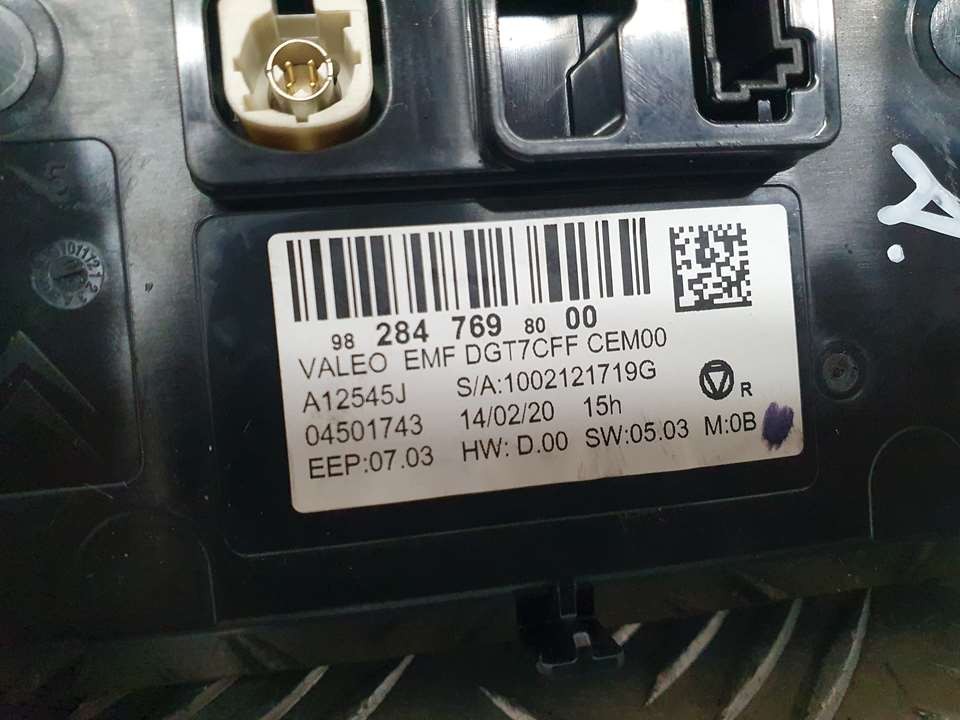 98 284 769 80 00
VALEO EMF DGT7CFF CEM00
A12545J S/A:1002121719G
04501743 14/02/20 15h R
EEP:07.03 HW: D.00 SW:05.03 M:0B
A.
5